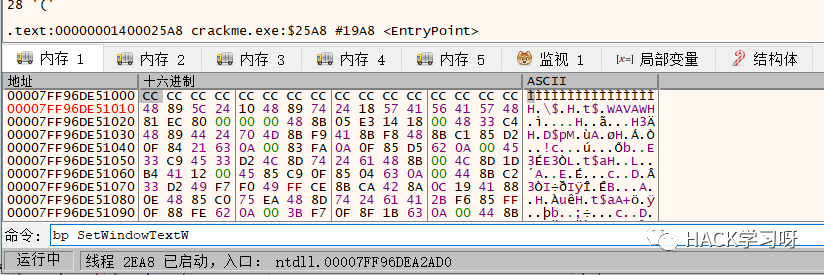 28 '('
.text:00000001400025A8 crackme.exe:$25A8 #19A8 <EntryPoint>
内存 1 内存 2 内存 3 内存 4 内存 5 监视 1 [x=] 局部变量 结构体
地址 十六进制 ASCII
00007FF96DE51000 CC CC CC CC CC CC CC CC CC CC CC CC CC CC CC CC ÌÌÌÌÌÌÌÌÌÌÌÌÌÌÌÌ
00007FF96DE51010 48 89 5C 24 10 48 89 74 24 18 57 41 56 41 57 48 H.\$.H.t$.WAVAWH
00007FF96DE51020 81 EC 80 00 00 00 48 8B 05 E3 14 18 00 48 33 C4 .ì....H..ã...H3Ä
00007FF96DE51030 48 89 44 24 70 4D 8B F9 41 8B F8 48 8B C1 85 D2 H.D$pM.ùA.øH.Á.Ò
00007FF96DE51040 0F 84 21 63 0A 00 83 FA 0A 0F 85 D5 62 0A 00 45 ..!c...ú...Õb..E
00007FF96DE51050 33 C9 45 33 D2 4C 8D 74 24 61 48 8B 00 4C 8D 1D 3ÉE3ÒL.t$aH..L..
00007FF96DE51060 B4 41 12 00 45 85 C9 0F 85 04 63 0A 00 44 8B C2 ´A..E.É...c..D.Â
00007FF96DE51070 33 D2 49 F7 F0 49 FF CE 8B CA 42 8A 0C 19 41 88 3ÒI÷ðIÿÎ.ÊB...A.
00007FF96DE51080 0E 48 85 C0 75 EA 48 8D 74 24 61 41 2B F6 85 FF .H.ÀuêH.t$aA+ö.ÿ
00007FF96DE51090 0F 88 FE 62 0A 00 3B F7 0F 8F 1B 63 0A 00 44 8B ..þb..;÷...c..D.
命令: bp SetWindowTextW
HACK学习呀
运行中 线程 2EA8 已启动，入口: ntdll.00007FF96DEA2AD0